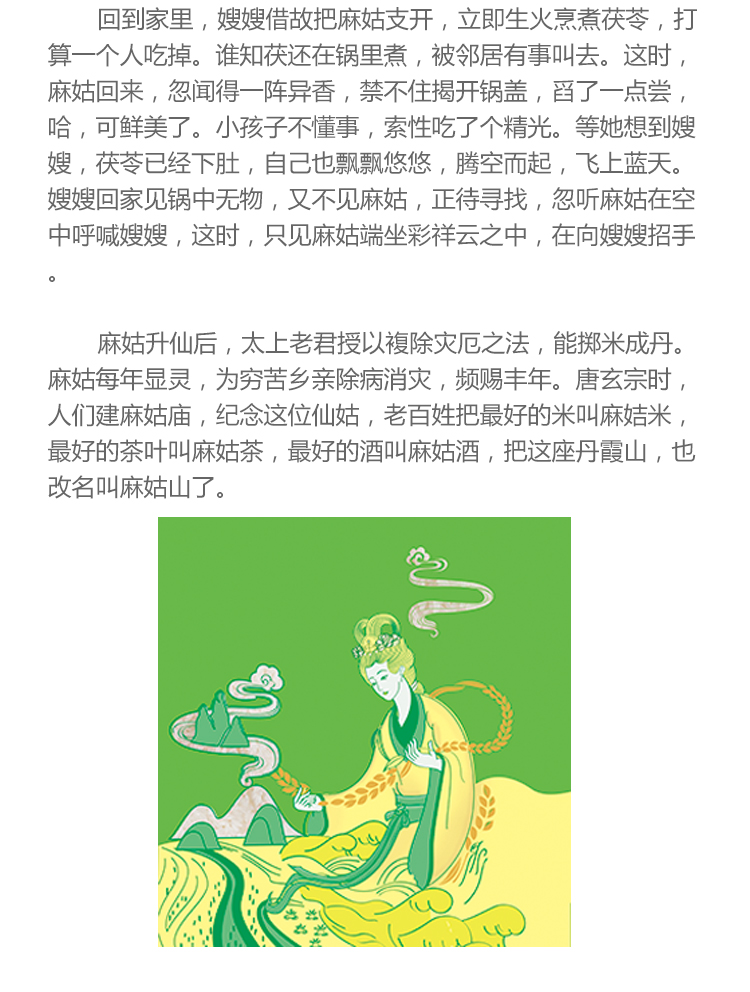 回到家里，嫂嫂借故把麻姑支开，立即生火烹煮茯苓，打
算一个人吃掉。谁知茯还在锅里煮，被邻居有事叫去。这时，
麻姑回来，忽闻得一阵异香，禁不住揭开锅盖，舀了一点尝，
哈，可鲜美了。小孩子不懂事，索性吃了个精光。等她想到嫂
嫂，茯苓已经下肚，自己也飘飘悠悠，腾空而起，飞上蓝天。
嫂嫂回家见锅中无物，又不见麻姑，正待寻找，忽听麻姑在空
中呼喊嫂嫂，这时，只见麻姑端坐彩祥云之中，在向嫂嫂招手
。
麻姑升仙后，太上老君授以複除灾厄之法，能掷米成丹。
麻姑每年显灵，为穷苦乡亲除病消灾，频赐丰年。唐玄宗时，
人们建麻姑庙，纪念这位仙姑，老百姓把最好的米叫麻姞米，
最好的茶叶叫麻姑茶，最好的酒叫麻姑酒，把这座丹霞山，也
改名叫麻姑山了。